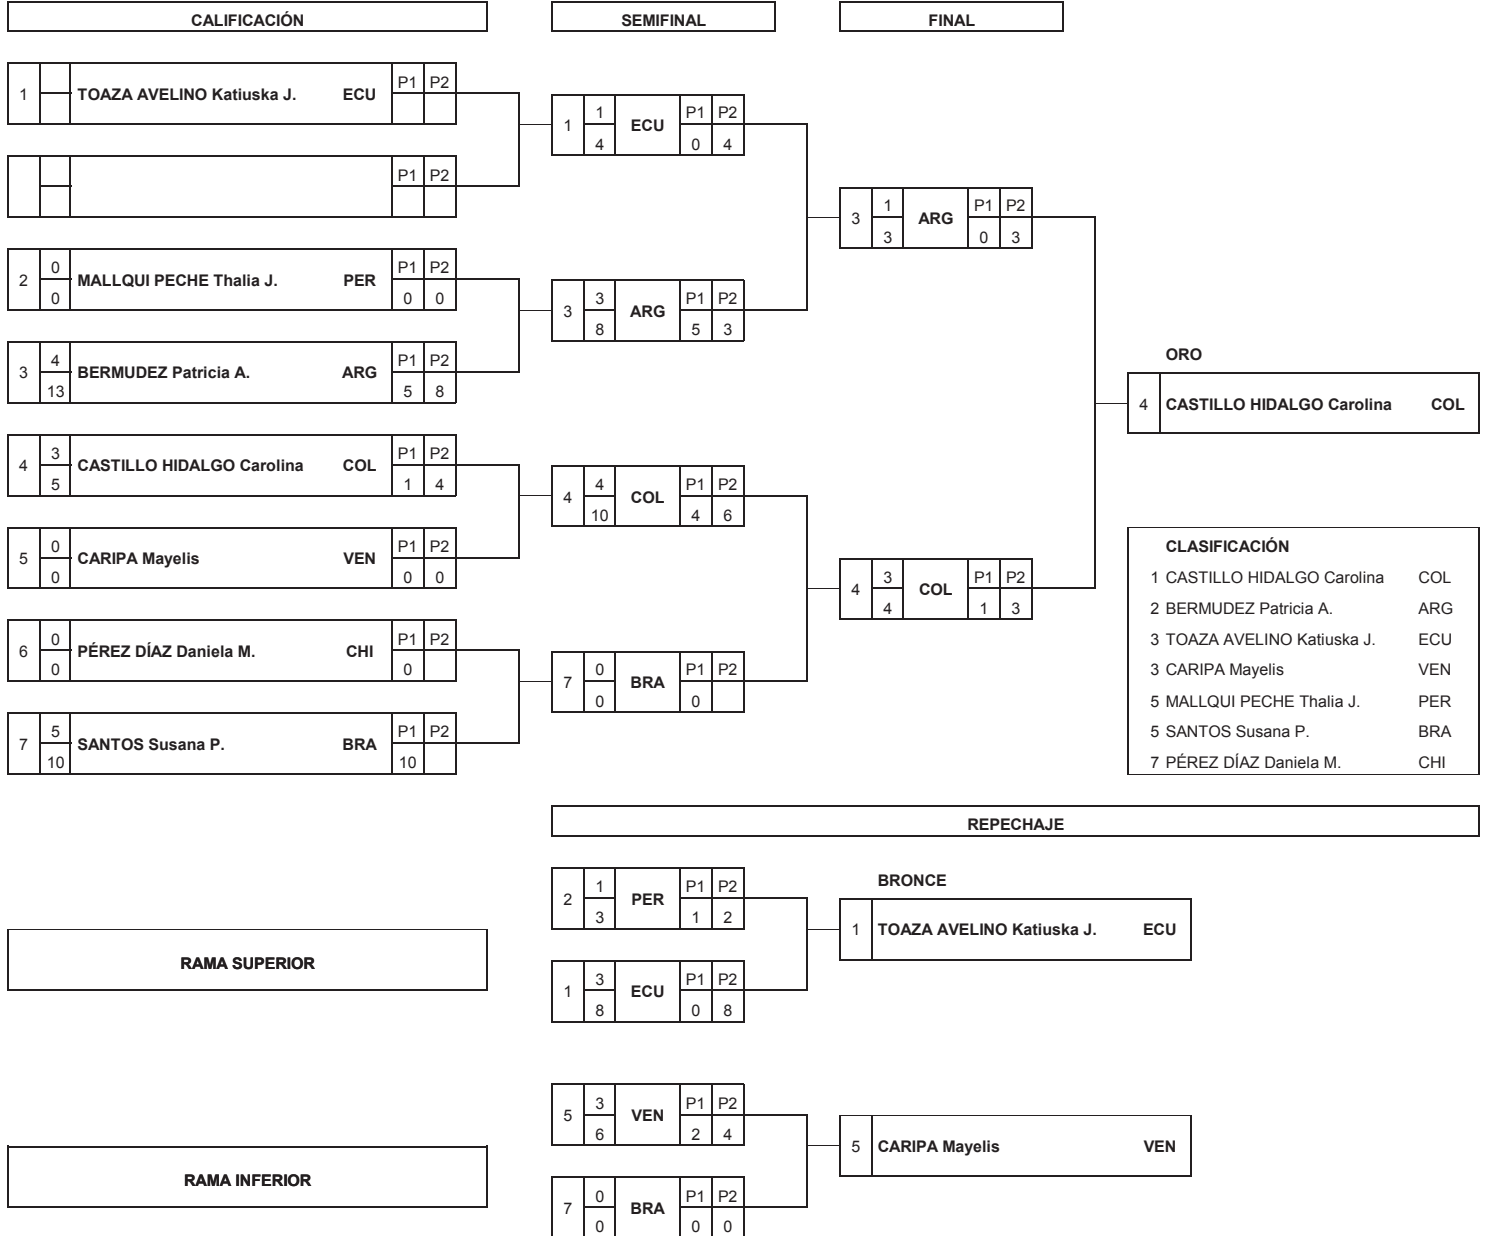 CALIFICACIÓN SEMIFINAL FINAL
1 TOAZA AVELINO Katiuska J. ECU P1 P2
1 1 4 ECU P1 P2 0 4
P1 P2
3 1 3 ARG P1 P2 0 3
2 0 0 MALLQUI PECHE Thalia J. PER P1 P2 0 0
3 3 8 ARG P1 P2 5 3
3 4 13 BERMUDEZ Patricia A. ARG P1 P2 5 8
ORO
4 CASTILLO HIDALGO Carolina COL
4 3 5 CASTILLO HIDALGO Carolina COL P1 P2 1 4
4 4 10 COL P1 P2 4 6
5 0 0 CARIPA Mayelis VEN P1 P2 0 0
4 3 4 COL P1 P2 1 3
6 0 0 PÉREZ DÍAZ Daniela M. CHI P1 P2 0
7 0 0 BRA P1 P2 0
7 5 10 SANTOS Susana P. BRA P1 P2 10
CLASIFICACIÓN
1 CASTILLO HIDALGO Carolina COL
2 BERMUDEZ Patricia A. ARG
3 TOAZA AVELINO Katiuska J. ECU
3 CARIPA Mayelis VEN
5 MALLQUI PECHE Thalia J. PER
5 SANTOS Susana P. BRA
7 PÉREZ DÍAZ Daniela M. CHI
REPECHAJE
2 1 3 PER P1 P2 1 2
BRONCE
1 TOAZA AVELINO Katiuska J. ECU
RAMA SUPERIOR
1 3 8 ECU P1 P2 0 8
5 3 6 VEN P1 P2 2 4
5 CARIPA Mayelis VEN
RAMA INFERIOR
7 0 0 BRA P1 P2 0 0